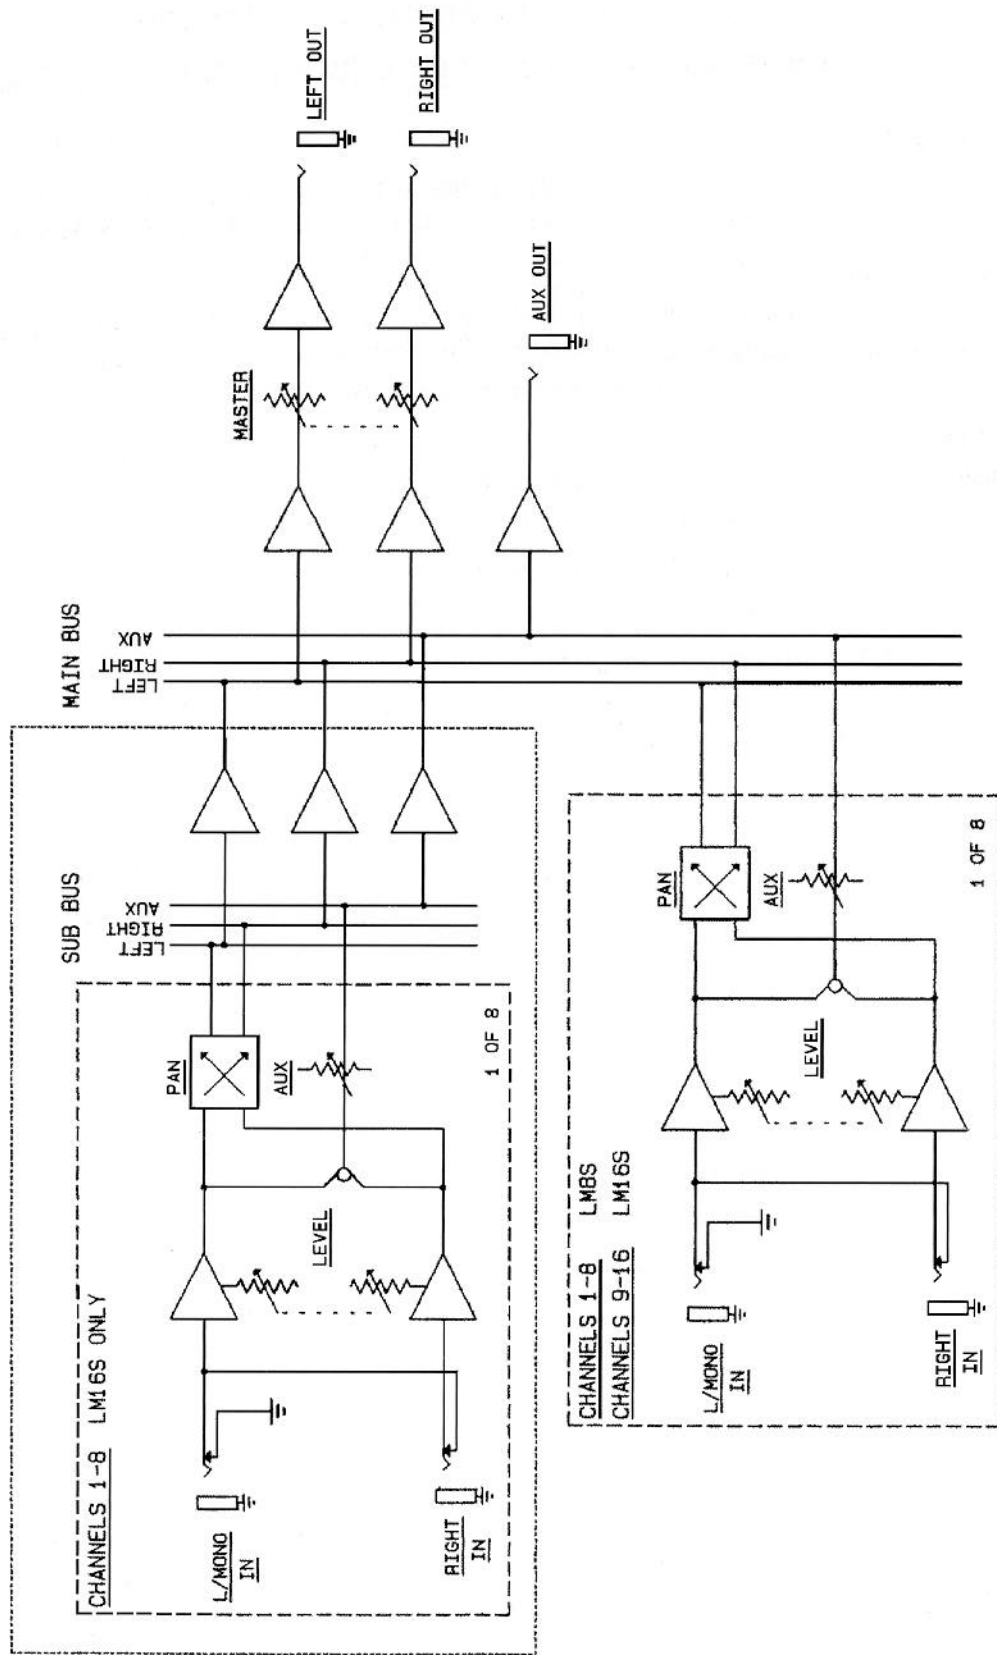 LEFT OUT
RIGHT OUT
MASTER
AUX OUT
MAIN BUS
AUX
RIGHT
LEFT
SUB BUS
AUX
RIGHT
LEFT
PAN
AUX
LEVEL
1 OF 8
CHANNELS 1-8 LM16S ONLY
L/MONO
IN
RIGHT
IN
PAN
AUX
LEVEL
1 OF 8
CHANNELS 1-8 LM8S
CHANNELS 9-16 LM16S
L/MONO
IN
RIGHT
IN